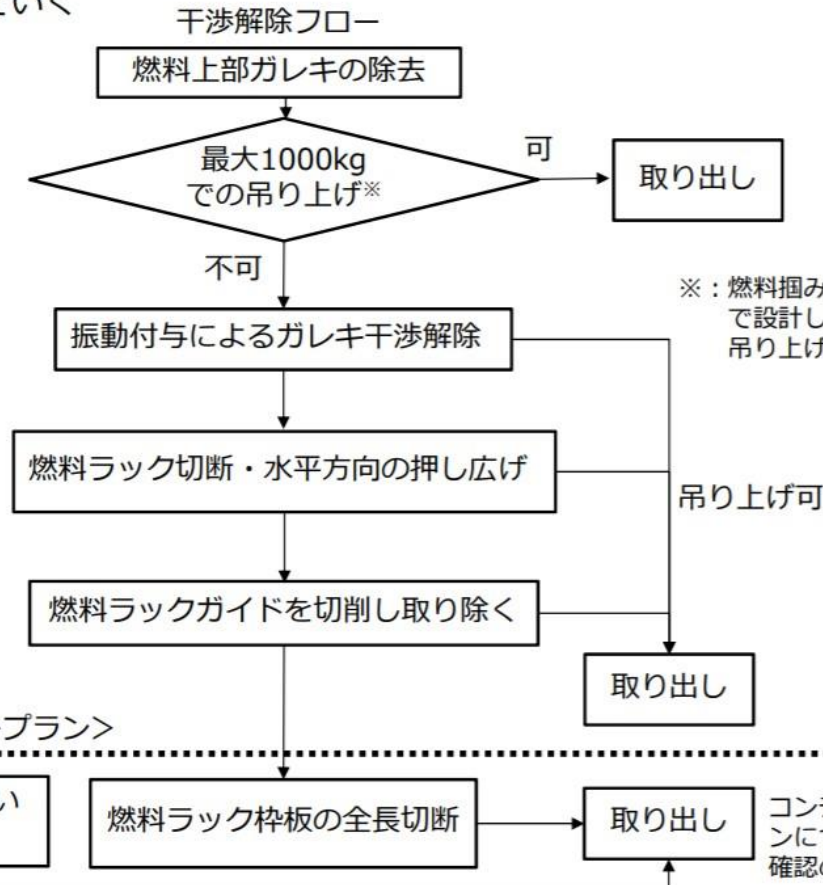 いく
干渉解除フロー
燃料上部ガレキの除去
最大1000kg
での吊り上げ※
可
取り出し
不可
※：燃料掴み
で設計し
吊り上げ
振動付与によるガレキ干渉解除
燃料ラック切断・水平方向の押し広げ
吊り上げ可
燃料ラックガイドを切削し取り除く
取り出し
プラン＞
い
燃料ラック枠板の全長切断
取り出し
コンテ
ンにつ
確認の